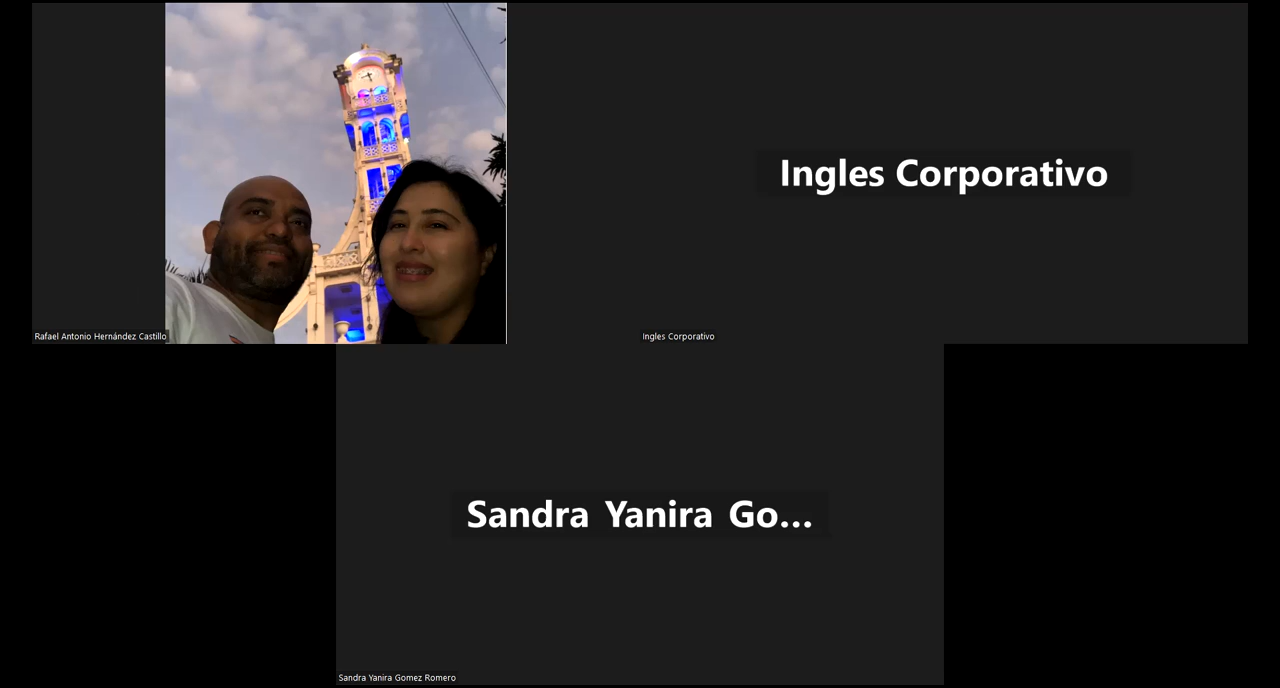 Ingles Corporativo
Rafael Antonio Hernández Castillo
Ingles Corporativo
Sandra Yanira Go...
Sandra Yanira Gomez Romero